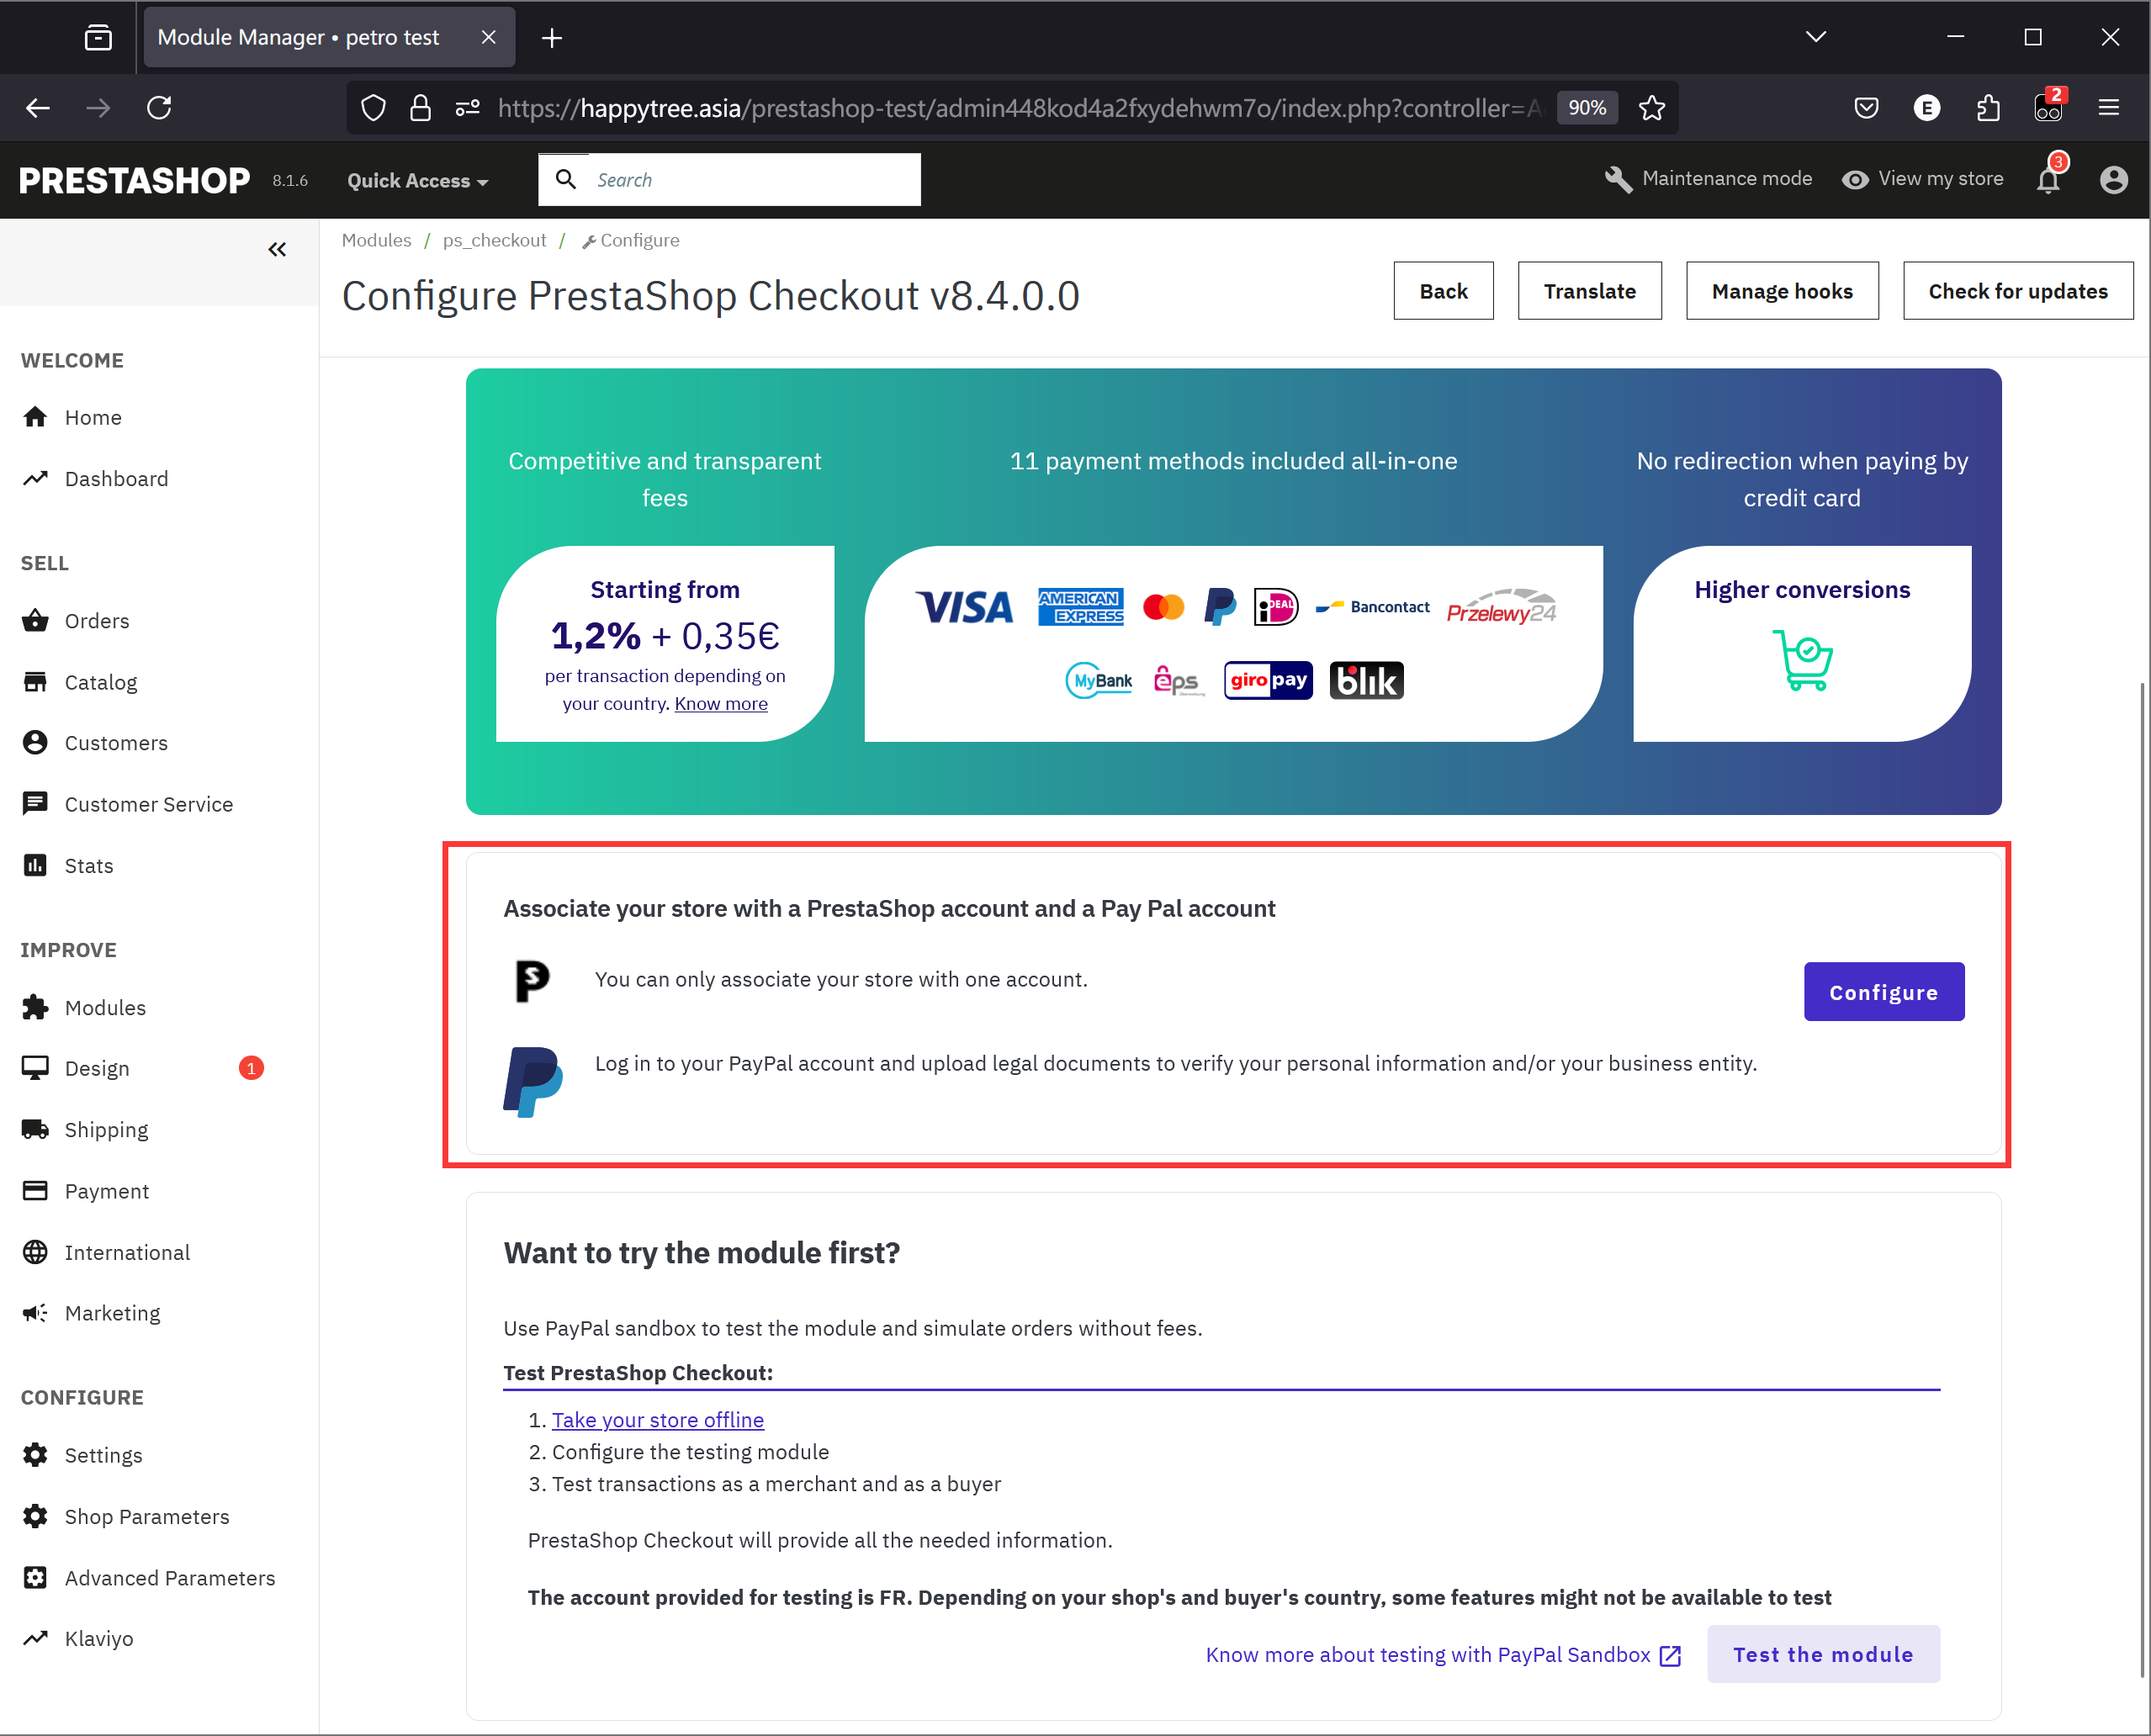 Module Manager • petro test
https://happytree.asia/prestashop-test/admin448kod4a2fxydehwm7o/index.php?controller=A
90%
E
2
PRESTASHOP
8.1.6
Quick Access
Search
Maintenance mode
View my store
3
Modules / ps_checkout / Configure
Configure PrestaShop Checkout v8.4.0.0
Back
Translate
Manage hooks
Check for updates
WELCOME
Home
Dashboard
SELL
Orders
Catalog
Customers
Customer Service
Stats
IMPROVE
Modules
Design
1
Shipping
Payment
International
Marketing
CONFIGURE
Settings
Shop Parameters
Advanced Parameters
Klaviyo
Competitive and transparent
fees
Starting from
1,2% + 0,35€
per transaction depending on
your country. Know more
11 payment methods included all-in-one
VISA
AMERICAN
EXPRESS
iDEAL
Bancontact
Przelewy24
MyBank
eps
giropay
blik
No redirection when paying by
credit card
Higher conversions
Associate your store with a PrestaShop account and a Pay Pal account
You can only associate your store with one account.
Configure
Log in to your PayPal account and upload legal documents to verify your personal information and/or your business entity.
Want to try the module first?
Use PayPal sandbox to test the module and simulate orders without fees.
Test PrestaShop Checkout:
1. Take your store offline
2. Configure the testing module
3. Test transactions as a merchant and as a buyer
PrestaShop Checkout will provide all the needed information.
The account provided for testing is FR. Depending on your shop's and buyer's country, some features might not be available to test
Know more about testing with PayPal Sandbox
Test the module